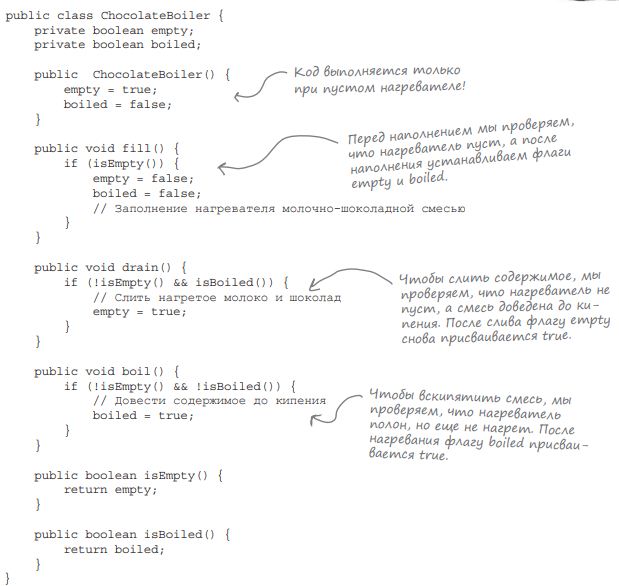 public class ChocolateBoiler {
    private boolean empty;
    private boolean boiled;

    public  ChocolateBoiler() {
        empty = true;
        boiled = false;
    }
Код выполняется только
при пустом нагревателе!

    public void fill() {
        if (isEmpty()) {
            empty = false;
            boiled = false;
            // Заполнение нагревателя молочно-шоколадной смесью
        }
    }
Перед наполнением мы проверяем,
что нагреватель пуст, а после
наполнения устанавливаем флаги
empty и boiled.

    public void drain() {
        if (!isEmpty() && isBoiled()) {
            // Слить нагретое молоко и шоколад
            empty = true;
        }
    }
Чтобы слить содержимое, мы
проверяем, что нагреватель не
пуст, а смесь доведена до ки-
пения. После слива флагу empty
снова присваивается true.

    public void boil() {
        if (!isEmpty() && !isBoiled()) {
            // Довести содержимое до кипения
            boiled = true;
        }
    }
Чтобы вскипятить смесь, мы
проверяем, что нагреватель
полон, но еще не нагрет. После
нагревания флагу boiled присваи-
вается true.

    public boolean isEmpty() {
        return empty;
    }

    public boolean isBoiled() {
        return boiled;
    }
}